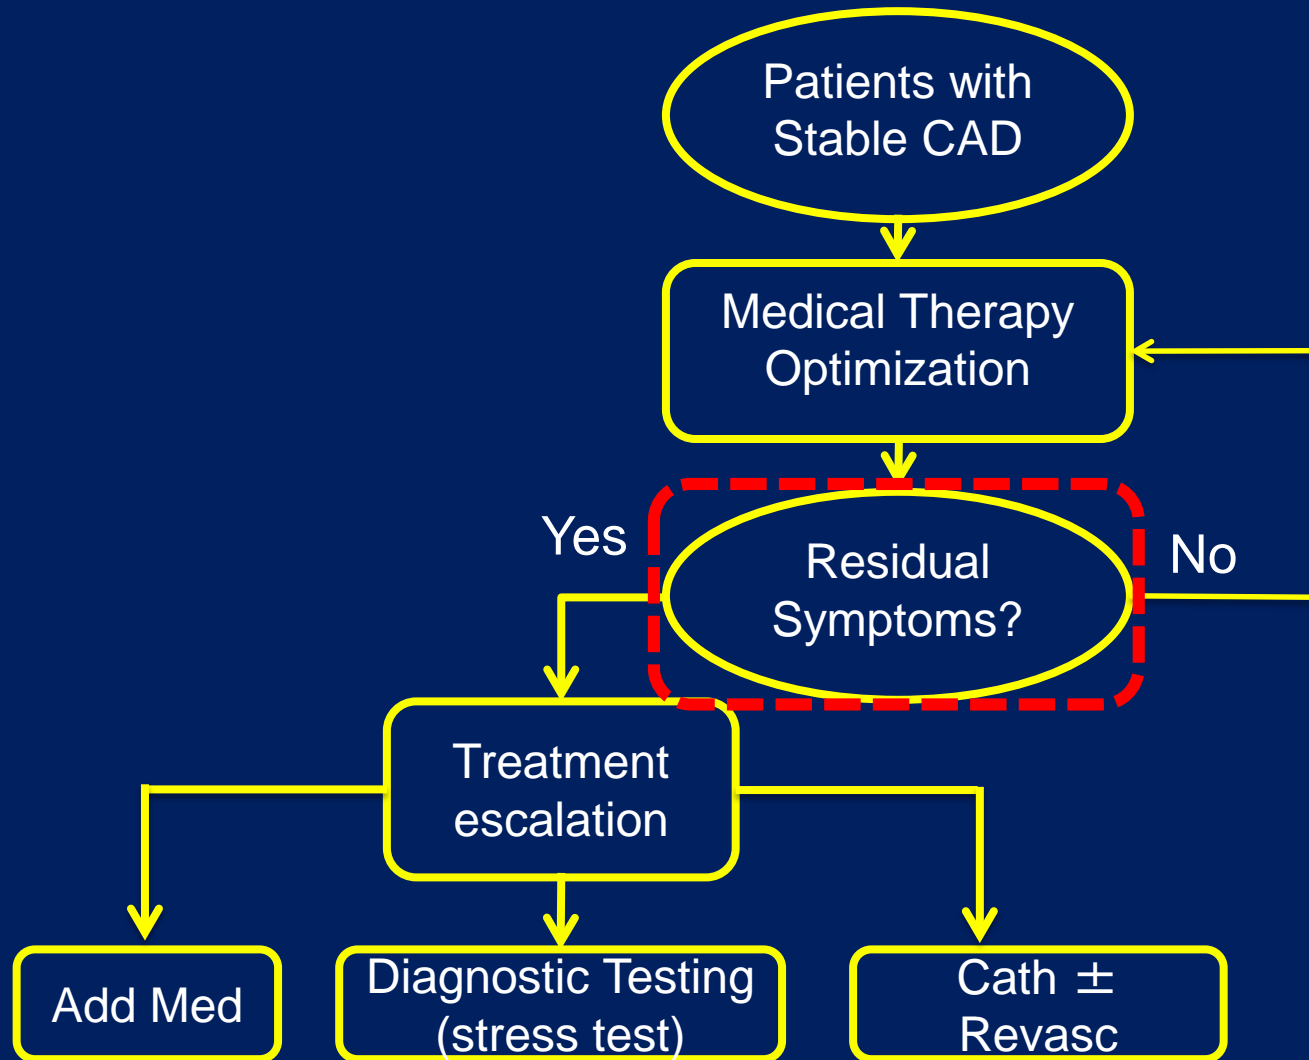 Patients with
Stable CAD
Medical Therapy
Optimization
Yes
Residual
Symptoms?
No
Treatment
escalation
Add Med
Diagnostic Testing
(stress test)
Cath ±
Revasc